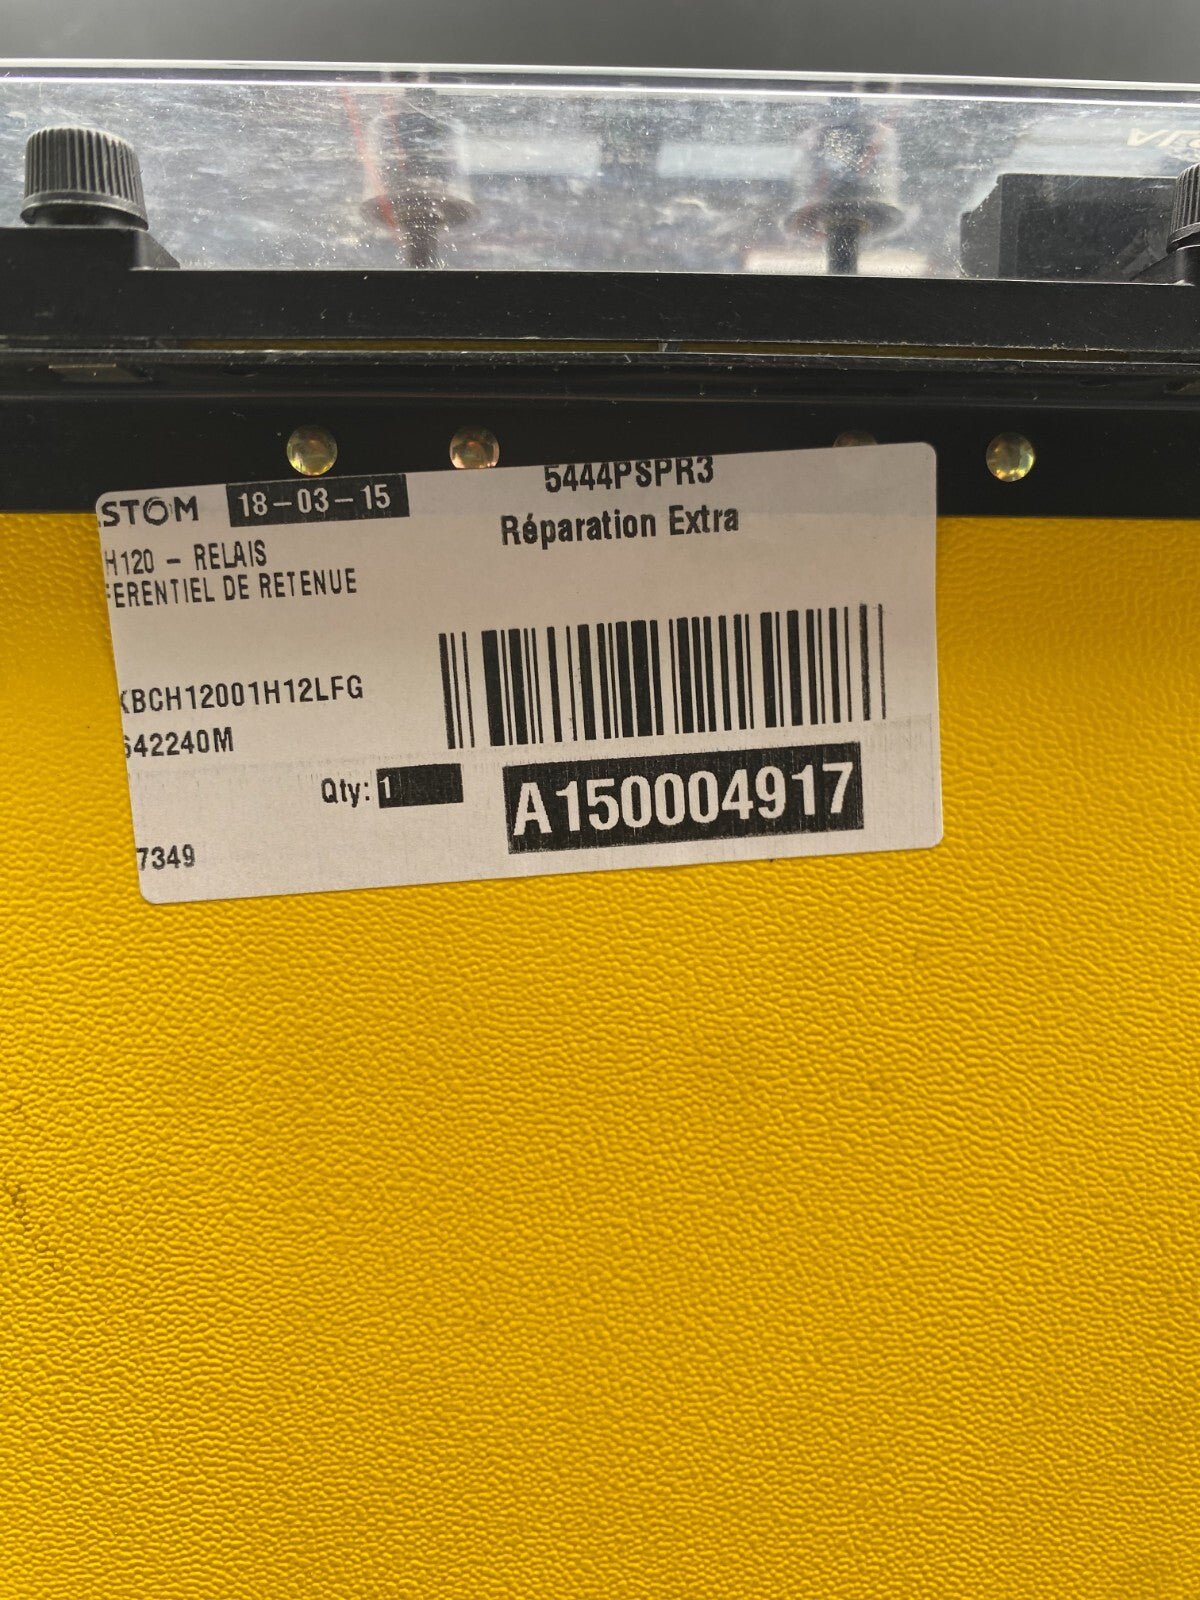 STOM 18-03-15
5444PSPR3
Réparation Extra
H120 - RELAIS
FERENTIEL DE RETENUE
KBCH12001H12LFG
642240M
Qty: 1
A150004917
7349